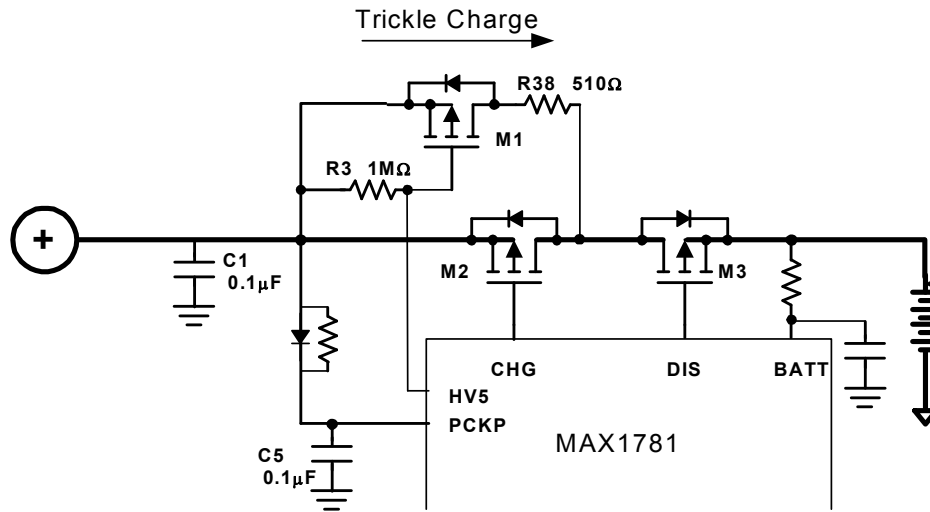 Trickle Charge
R38 510Ω
M1
R3 1MΩ
+
C1
0.1µF
M2
M3
CHG
DIS
BATT
HV5
PCKP
MAX1781
C5
0.1µF